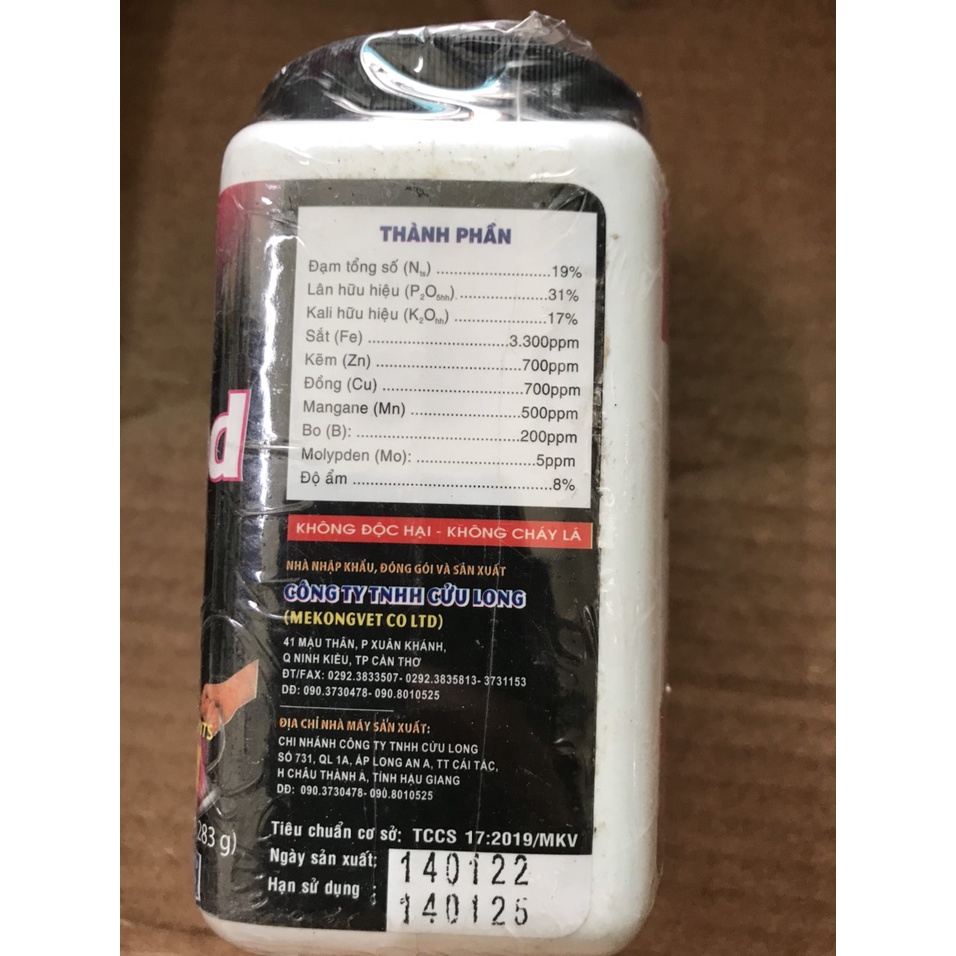 THÀNH PHẦN
Đạm tổng số (Nts) ........................19%
Lân hữu hiệu (P2O5hh)...................31%
Kali hữu hiệu (K2Ohh) ...................17%
Sắt (Fe) ...........................3.300ppm
Kẽm (Zn) .............................700ppm
Đồng (Cu) ...........................700ppm
Mangane (Mn) .....................500ppm
Bo (B): ................................200ppm
Molypden (Mo): ........................5ppm
Độ ẩm ........................................8%
KHÔNG ĐỘC HẠI - KHÔNG CHÁY LÁ
NHÀ NHẬP KHẨU, ĐÓNG GÓI VÀ SẢN XUẤT
CÔNG TY TNHH CỬU LONG
(MEKONGVET CO LTD)
41 MẬU THÂN, P XUÂN KHÁNH,
Q NINH KIỀU, TP CẦN THƠ
ĐT/FAX: 0292.3833507- 0292.3835813- 3731153
DĐ: 090.3730478- 090.8010525
ĐỊA CHỈ NHÀ MÁY SẢN XUẤT:
CHI NHÁNH CÔNG TY TNHH CỬU LONG
SỐ 731, QL 1A, ẤP LONG AN A, TT CÁI TẮC,
H CHÂU THÀNH A, TỈNH HẬU GIANG
DĐ: 090.3730478- 090.8010525
Tiêu chuẩn cơ sở: TCCS 17:2019/MKV
Ngày sản xuất: 140122
Hạn sử dụng : 140125
d
283 g)